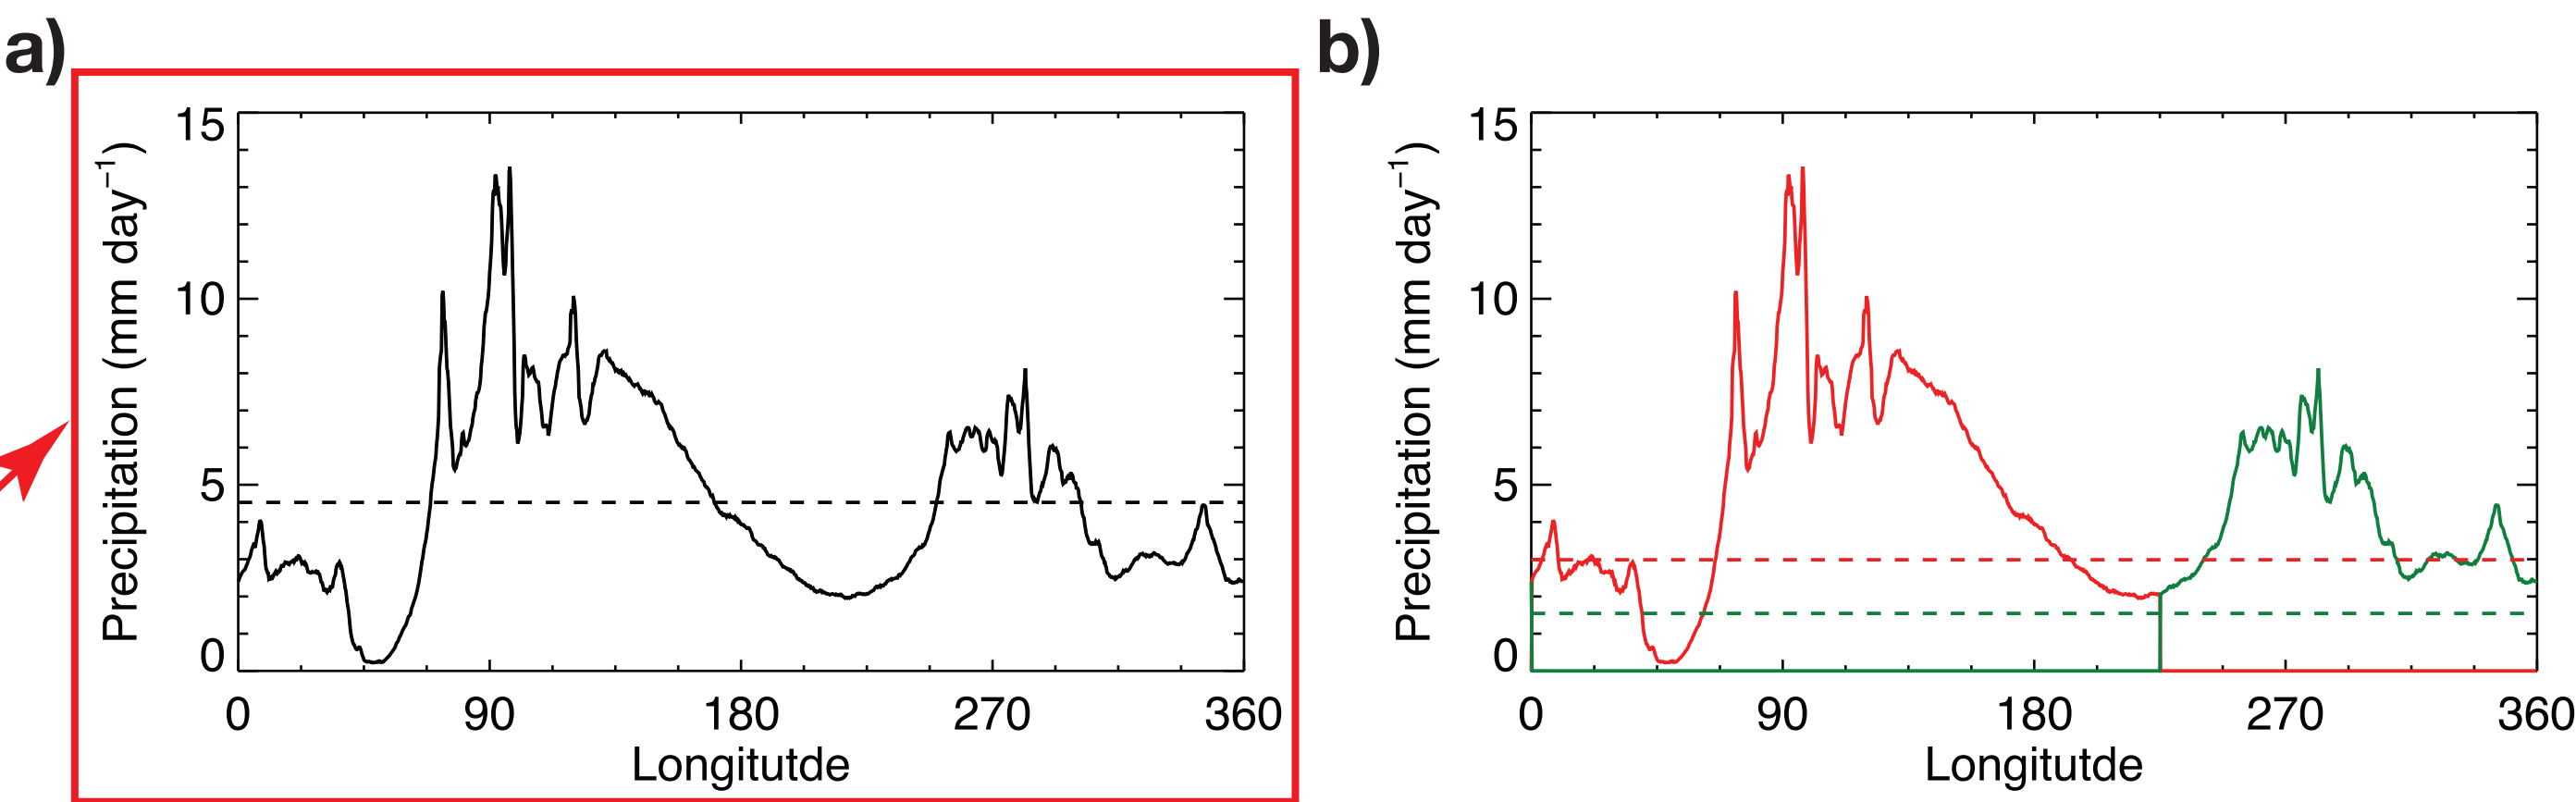 a)
15
10
5
0
0 90 180 270 360
Precipitation (mm day⁻¹)
Longitutde
b)
15
10
5
0
0 90 180 270 360
Precipitation (mm day⁻¹)
Longitutde